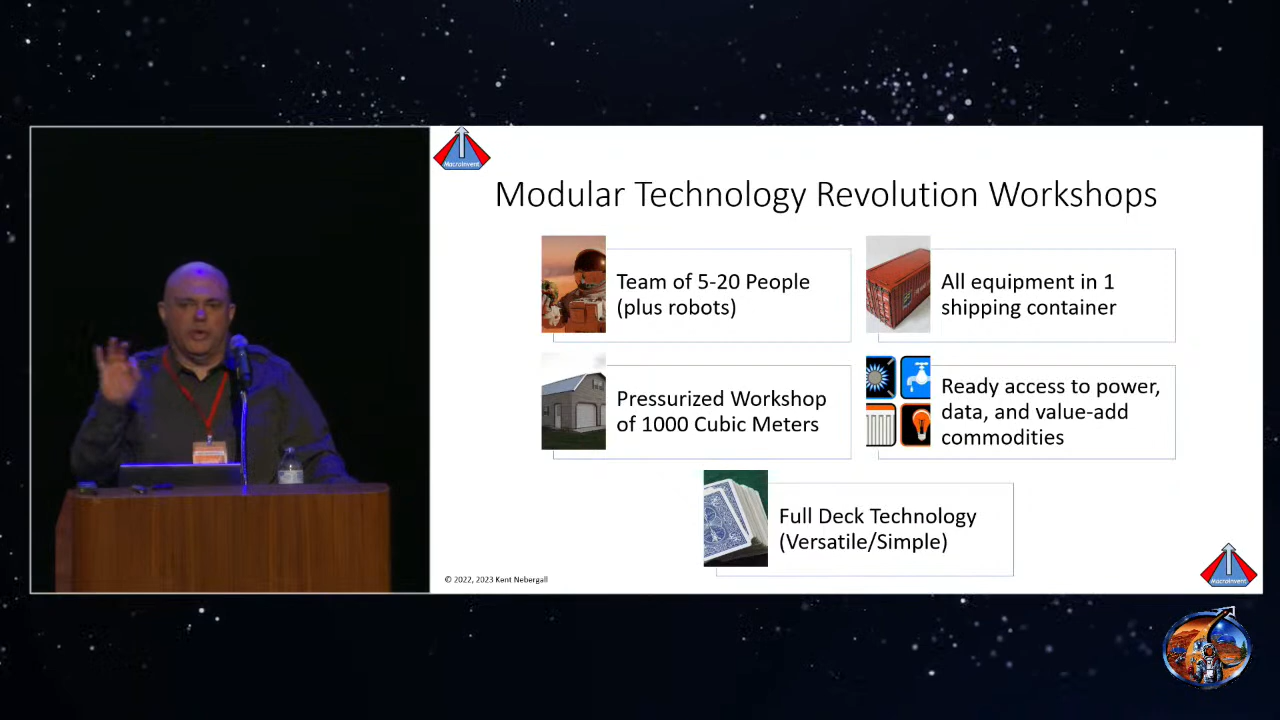 MacroInvent
Modular Technology Revolution Workshops
Team of 5-20 People
(plus robots)
All equipment in 1
shipping container
Pressurized Workshop
of 1000 Cubic Meters
Ready access to power,
data, and value-add
commodities
Full Deck Technology
(Versatile/Simple)
© 2022, 2023 Kent Nebergall
MacroInvent